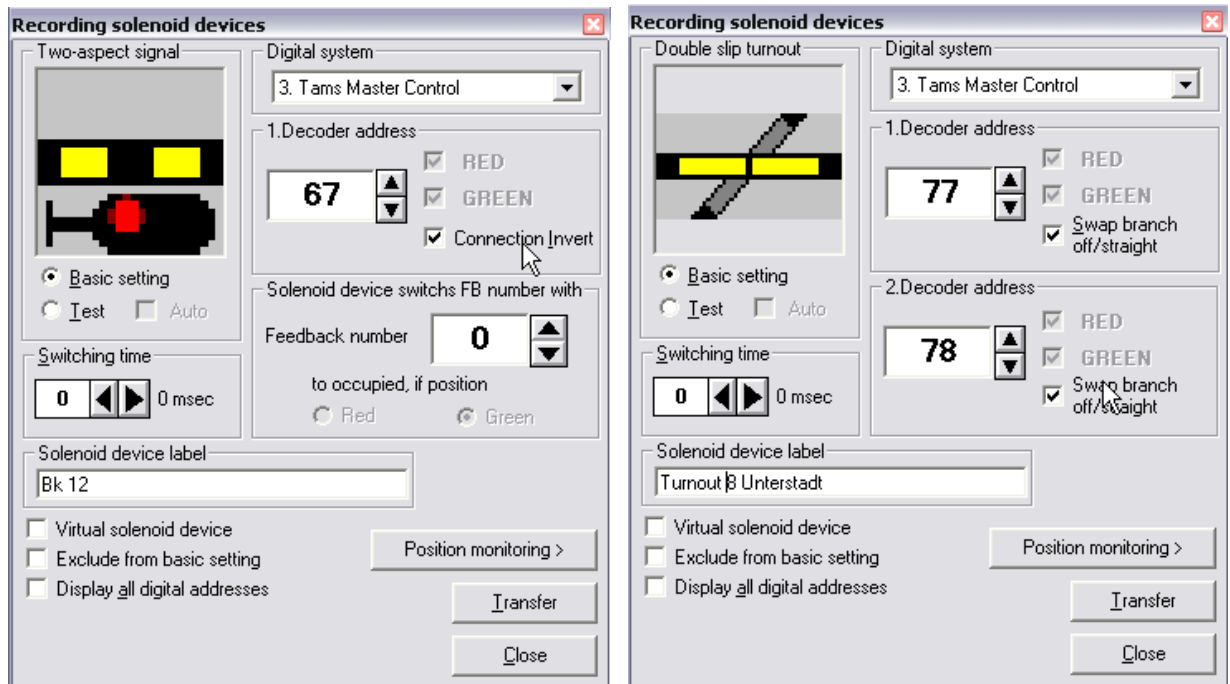 Recording solenoid devices
Two-aspect signal
Digital system
3. Tams Master Control
1.Decoder address
67
RED
GREEN
Connection Invert
Basic setting
Test
Auto
Solenoid device switchs FB number with
Feedback number
0
to occupied, if position
Red
Green
Switching time
0
0 msec
Solenoid device label
Bk 12
Virtual solenoid device
Exclude from basic setting
Display all digital addresses
Position monitoring >
Transfer
Close
Recording solenoid devices
Double slip turnout
Digital system
3. Tams Master Control
1.Decoder address
77
RED
GREEN
Swap branch
off/straight
Basic setting
Test
Auto
2.Decoder address
78
RED
GREEN
Swap branch
off/straight
Switching time
0
0 msec
Solenoid device label
Turnout 8 Unterstadt
Virtual solenoid device
Exclude from basic setting
Display all digital addresses
Position monitoring >
Transfer
Close